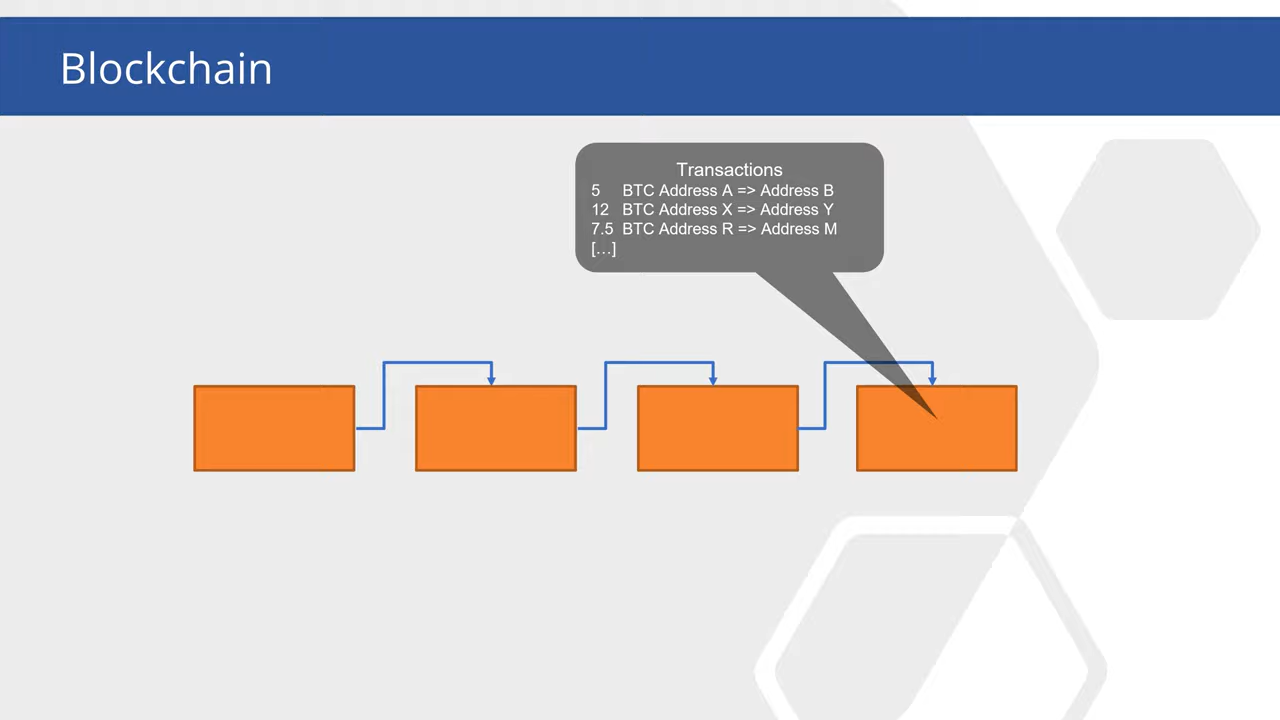 Blockchain
Transactions
5 BTC Address A => Address B
12 BTC Address X => Address Y
7.5 BTC Address R => Address M
[…]